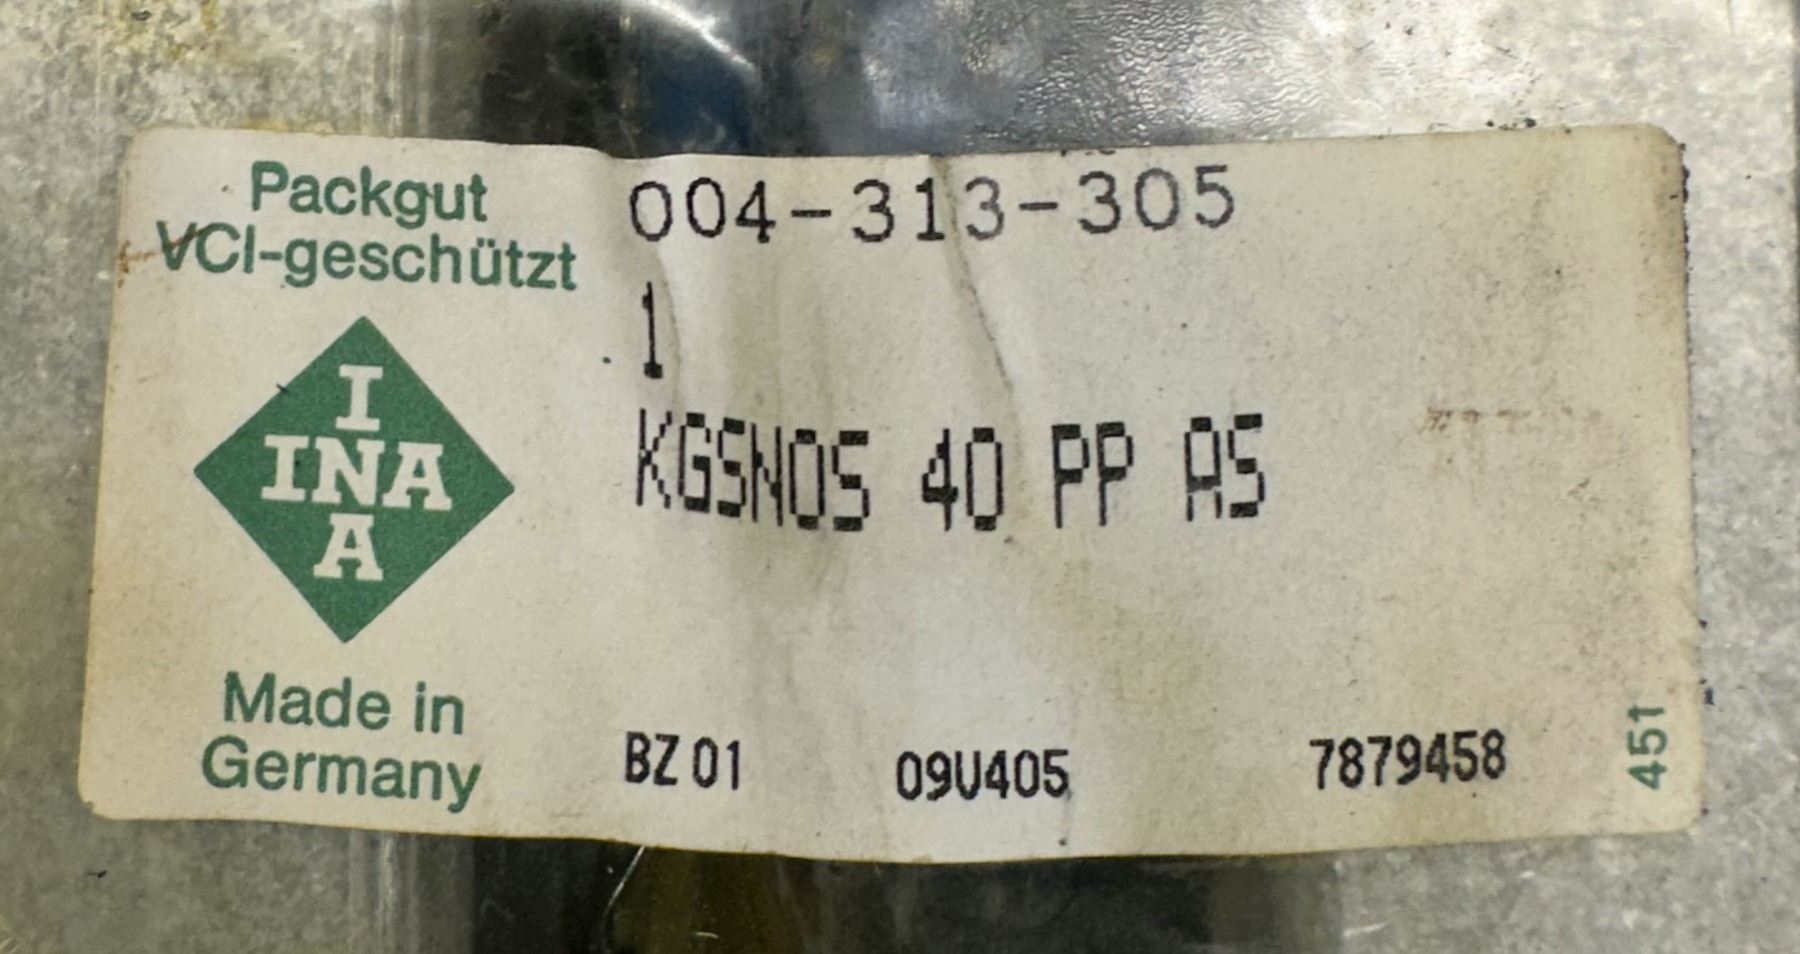 Packgut
VCI-geschützt
I
INA
A
Made in
Germany
004-313-305
1
KGSNOS 40 PP AS
BZ 01 09U405 7879458
451